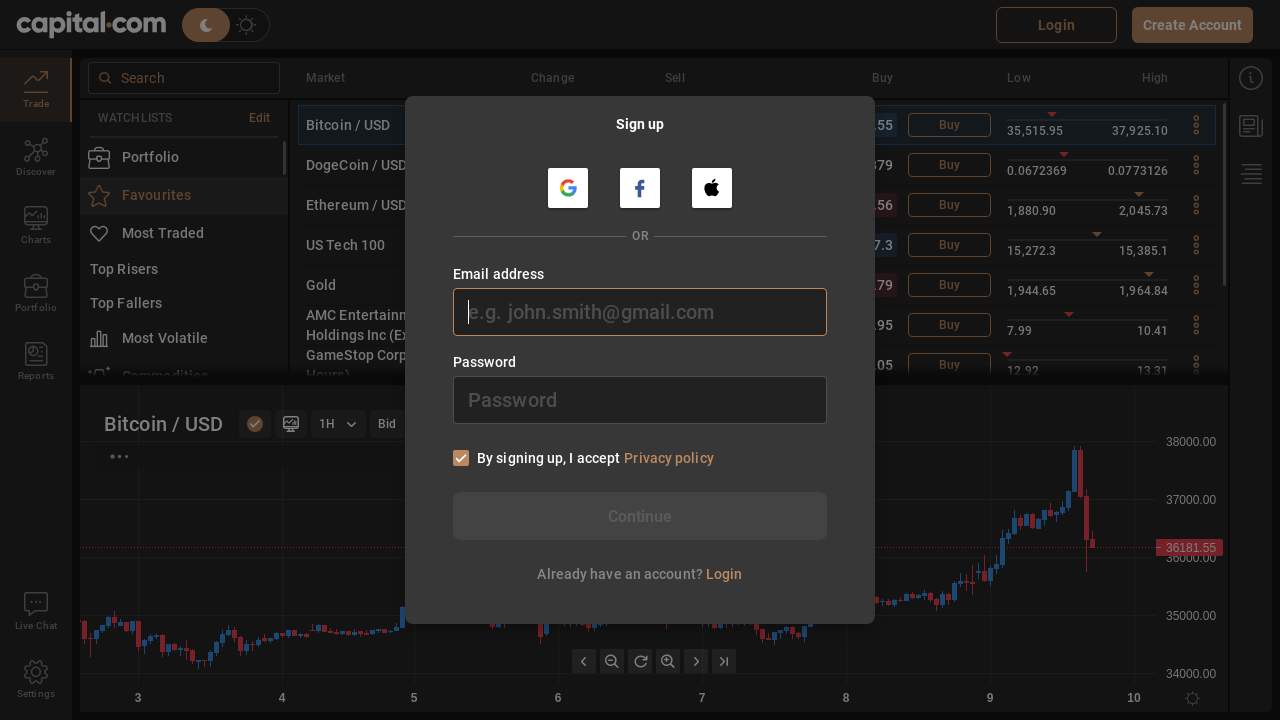 capital.com
Login
Create Account
Trade
Discover
Charts
Portfolio
Reports
Live Chat
Settings
Search
WATCHLISTS Edit
Portfolio
Favourites
Most Traded
Top Risers
Top Fallers
Most Volatile
Commodities
Market Change Sell Buy Low High
Bitcoin / USD .55 Buy 35,515.95 37,925.10
DogeCoin / USD 379 Buy 0.0672369 0.0773126
Ethereum / USD .56 Buy 1,880.90 2,045.73
US Tech 100 7.3 Buy 15,272.3 15,385.1
Gold .79 Buy 1,944.65 1,964.84
AMC Entertainm
Holdings Inc (Ex .95 Buy 7.99 10.41
GameStop Corp .05 Buy 12.92 13.31
Hours)
Sign up
OR
Email address
e.g. john.smith@gmail.com
Password
Password
By signing up, I accept Privacy policy
Continue
Already have an account? Login
Bitcoin / USD
1H
Bid
38000.00
37000.00
36181.55
36000.00
35000.00
34000.00
3 4 5 6 7 8 9 10